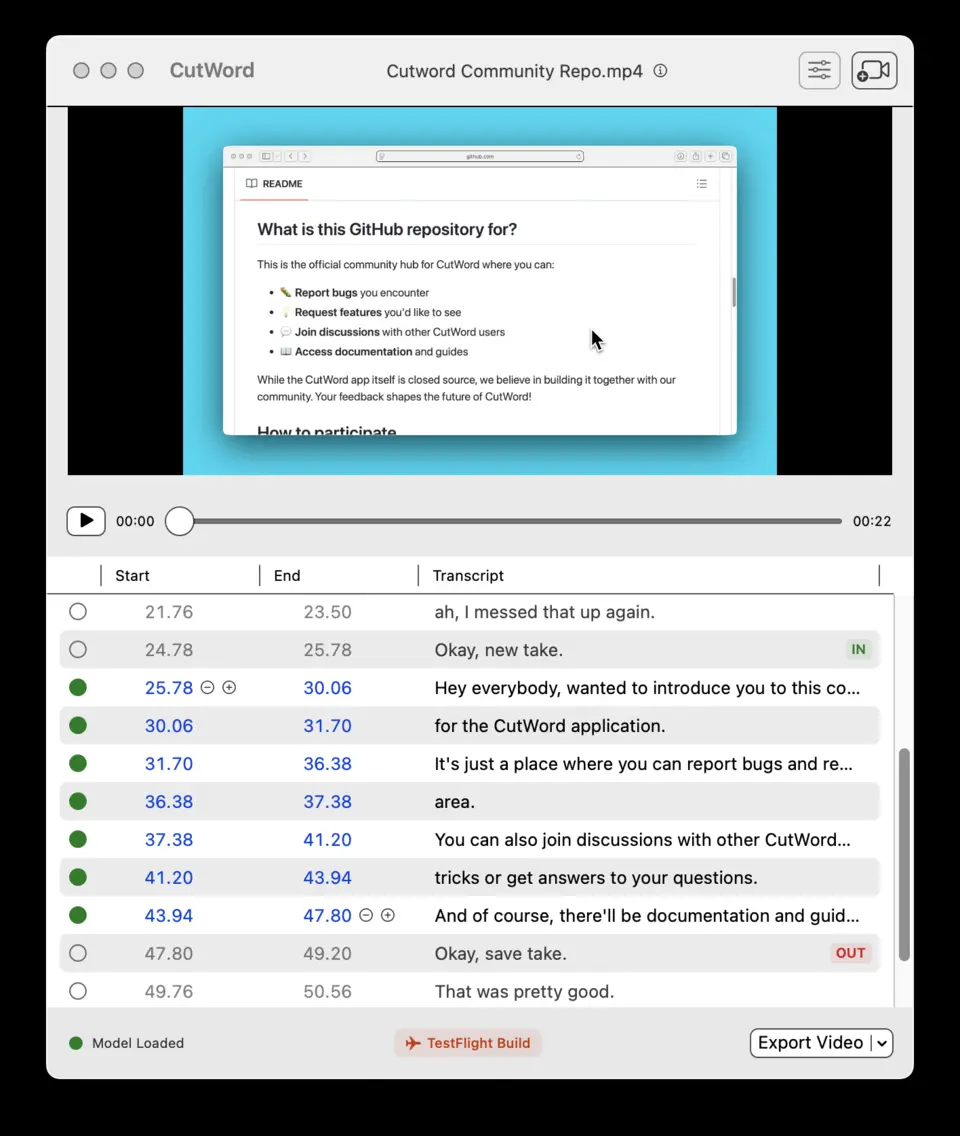 CutWord
Cutword Community Repo.mp4
github.com
README
What is this GitHub repository for?
This is the official community hub for CutWord where you can:
• 🐛 Report bugs you encounter
• 💡 Request features you'd like to see
• 💬 Join discussions with other CutWord users
• 📖 Access documentation and guides
While the CutWord app itself is closed source, we believe in building it together with our
community. Your feedback shapes the future of CutWord!
How to participate
00:00 00:22
Start End Transcript
21.76 23.50 ah, I messed that up again.
24.78 25.78 Okay, new take. IN
25.78 30.06 Hey everybody, wanted to introduce you to this co...
30.06 31.70 for the CutWord application.
31.70 36.38 It's just a place where you can report bugs and re...
36.38 37.38 area.
37.38 41.20 You can also join discussions with other CutWord...
41.20 43.94 tricks or get answers to your questions.
43.94 47.80 And of course, there'll be documentation and guid...
47.80 49.20 Okay, save take. OUT
49.76 50.56 That was pretty good.
Model Loaded TestFlight Build Export Video